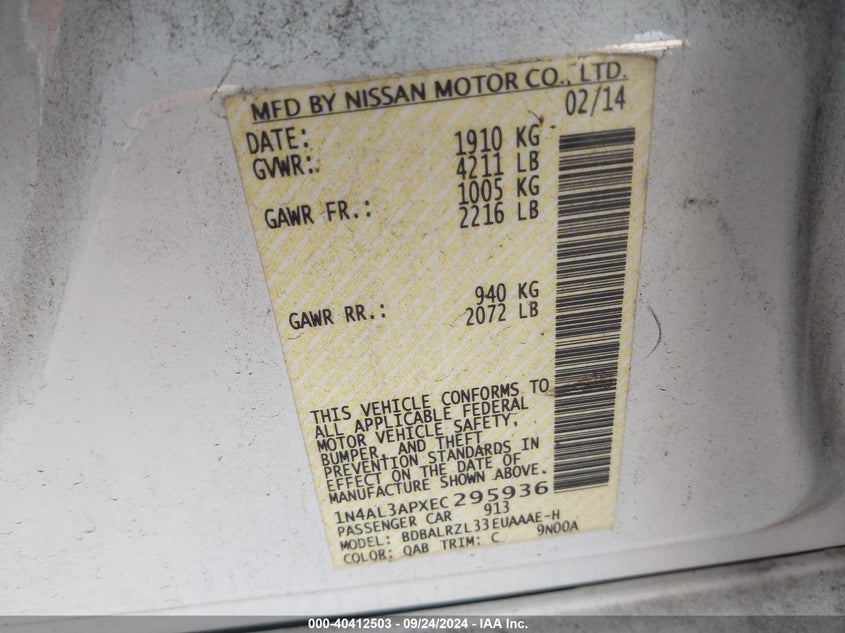 MFD BY NISSAN MOTOR CO., LTD.
DATE: 02/14
GVWR: 1910 KG
4211 LB
GAWR FR.: 1005 KG
2216 LB
GAWR RR.: 940 KG
2072 LB
THIS VEHICLE CONFORMS TO
ALL APPLICABLE FEDERAL
MOTOR VEHICLE SAFETY,
BUMPER, AND THEFT
PREVENTION STANDARDS IN
EFFECT ON THE DATE OF
MANUFACTURE SHOWN ABOVE.
1N4AL3APXEC295936
PASSENGER CAR 913
MODEL: BDBALRZL33EUAAAE-H
COLOR: QAB TRIM: C 9N00A
000-40412503 - 09/24/2024 - IAA Inc.